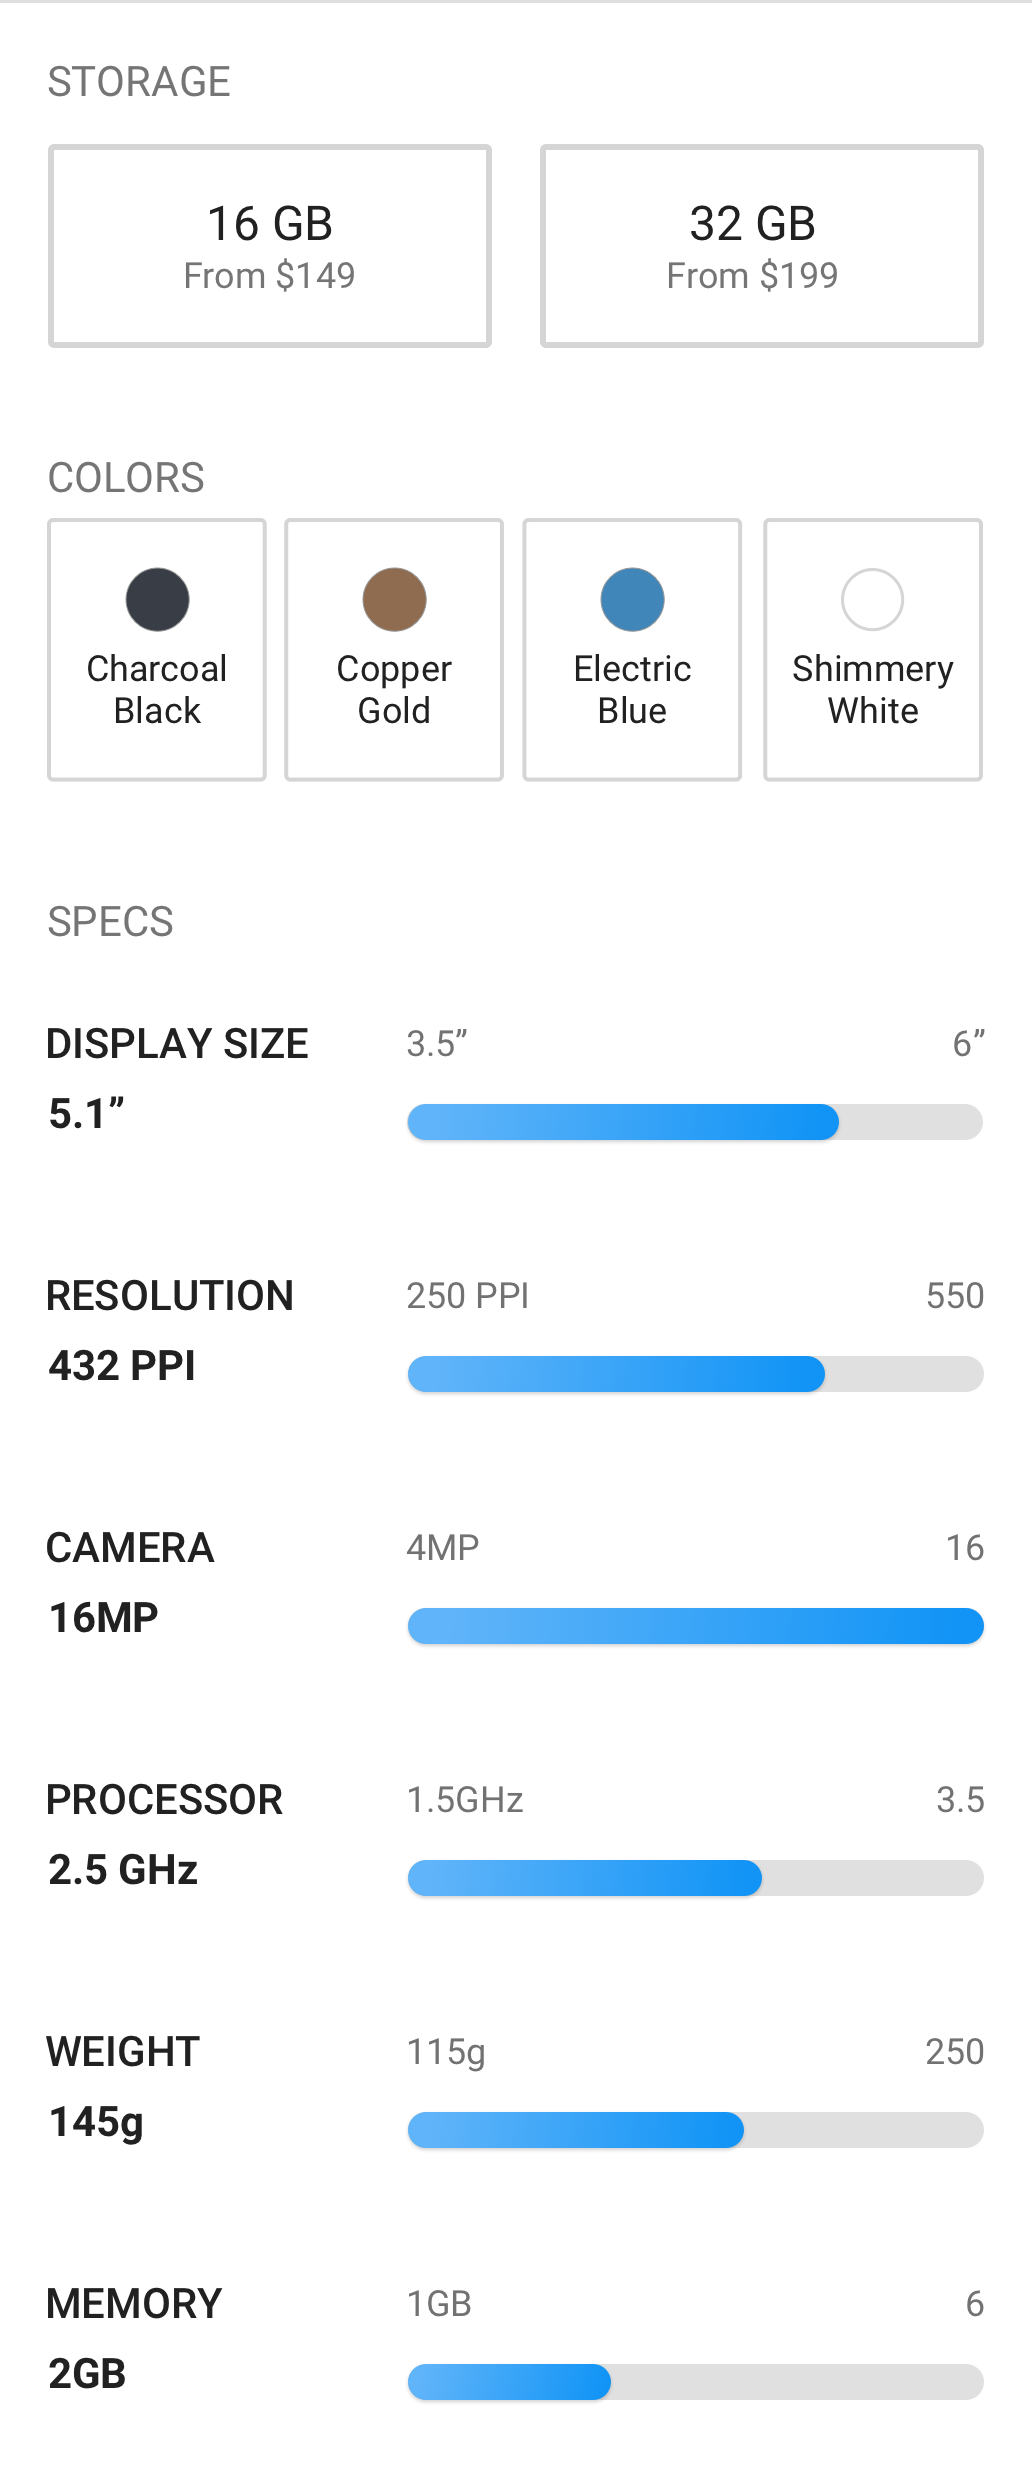 STORAGE
16 GB
From $149
32 GB
From $199
COLORS
Charcoal
Black
Copper
Gold
Electric
Blue
Shimmery
White
SPECS
DISPLAY SIZE
5.1”
3.5” 6”
RESOLUTION
432 PPI
250 PPI 550
CAMERA
16MP
4MP 16
PROCESSOR
2.5 GHz
1.5GHz 3.5
WEIGHT
145g
115g 250
MEMORY
2GB
1GB 6